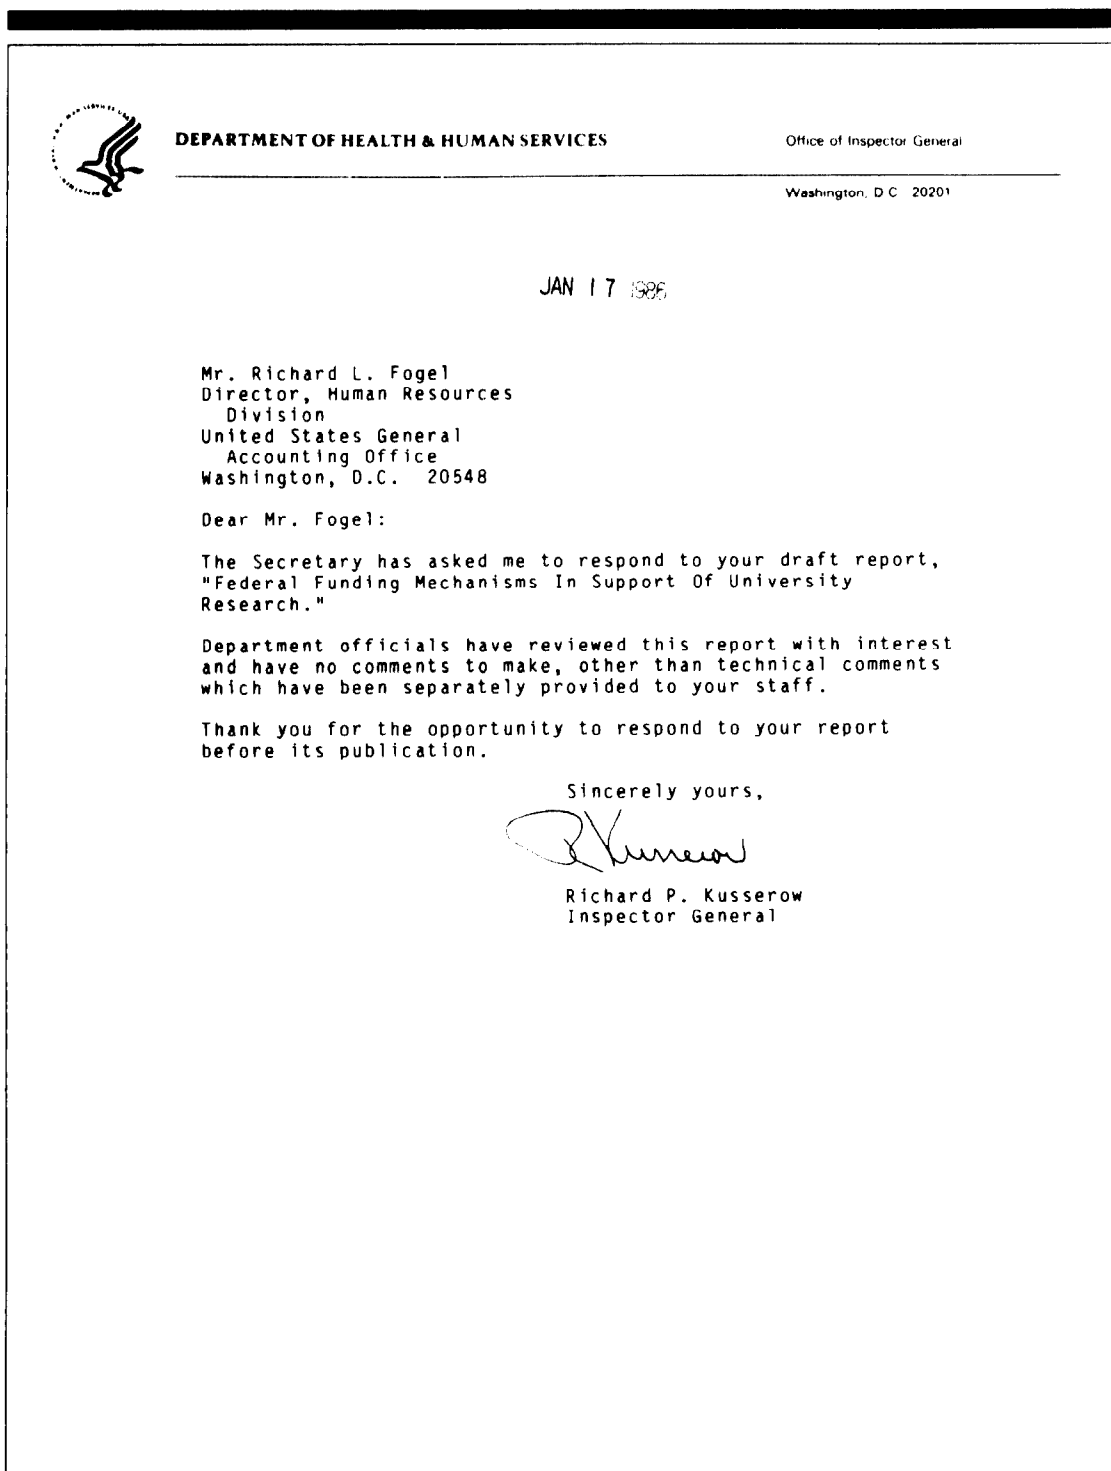 DEPARTMENT OF HEALTH & HUMAN SERVICES
Office of Inspector General
Washington, D C 20201
JAN 17 1986
Mr. Richard L. Fogel
Director, Human Resources
Division
United States General
Accounting Office
Washington, D.C. 20548
Dear Mr. Fogel:
The Secretary has asked me to respond to your draft report,
"Federal Funding Mechanisms In Support Of University
Research."
Department officials have reviewed this report with interest
and have no comments to make, other than technical comments
which have been separately provided to your staff.
Thank you for the opportunity to respond to your report
before its publication.
Sincerely yours,
R Kusserow
Richard P. Kusserow
Inspector General